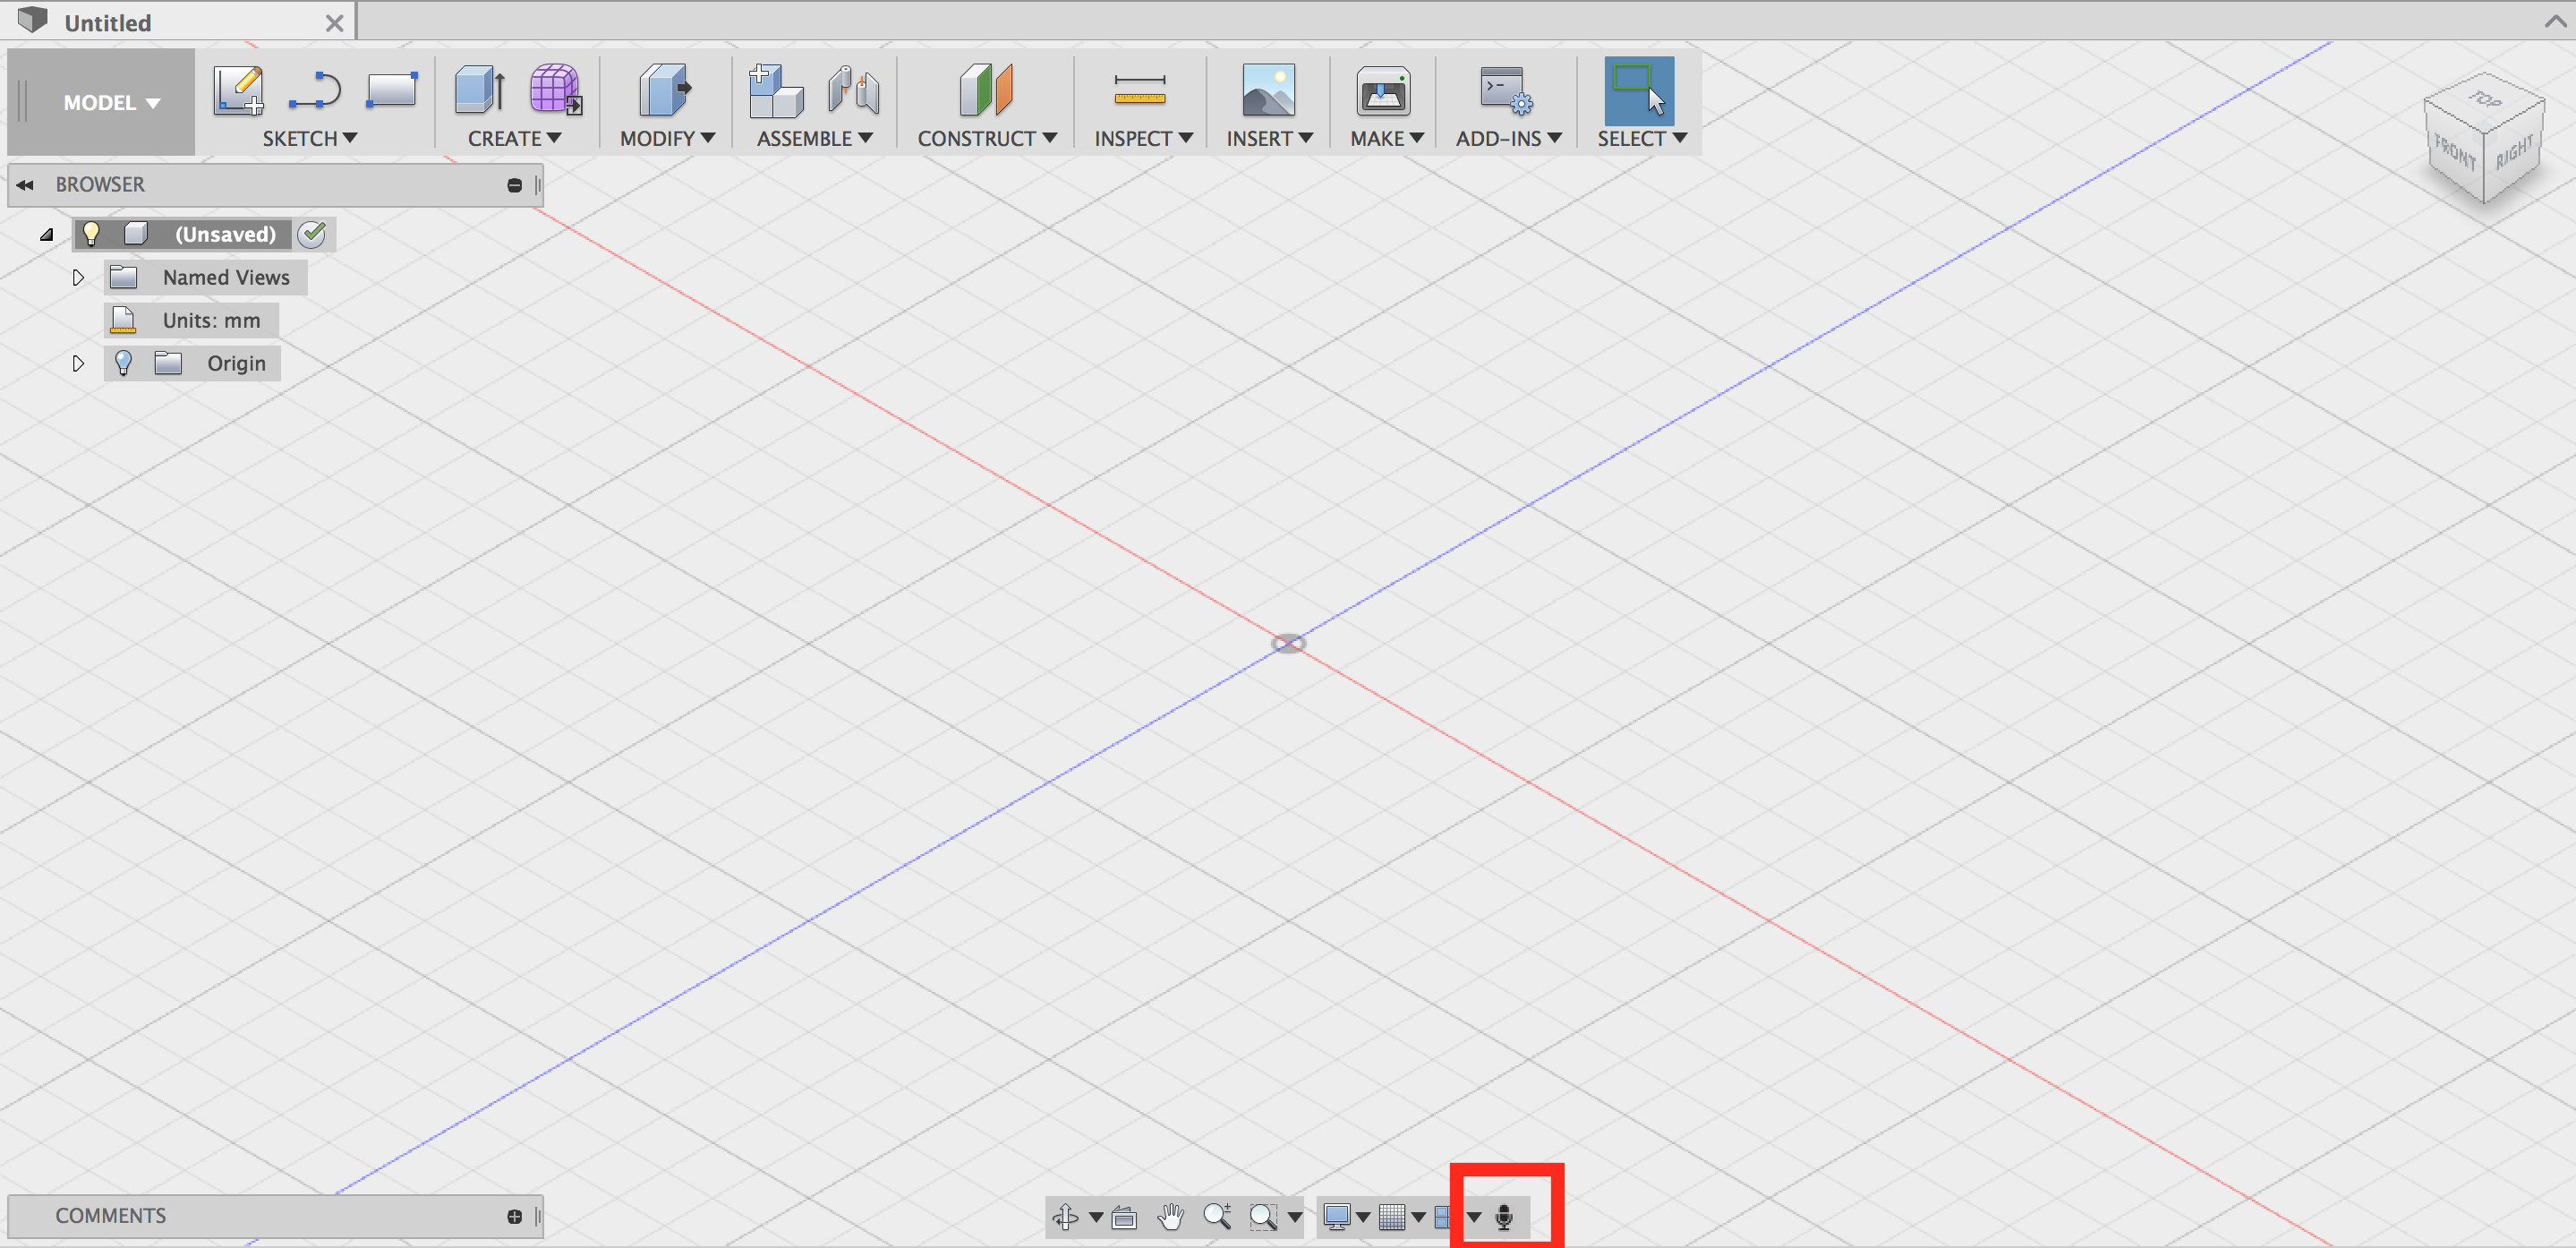 Untitled
MODEL
SKETCH
CREATE
MODIFY
ASSEMBLE
CONSTRUCT
INSPECT
INSERT
MAKE
ADD-INS
SELECT
TOP
FRONT
RIGHT
BROWSER
(Unsaved)
Named Views
Units: mm
Origin
COMMENTS